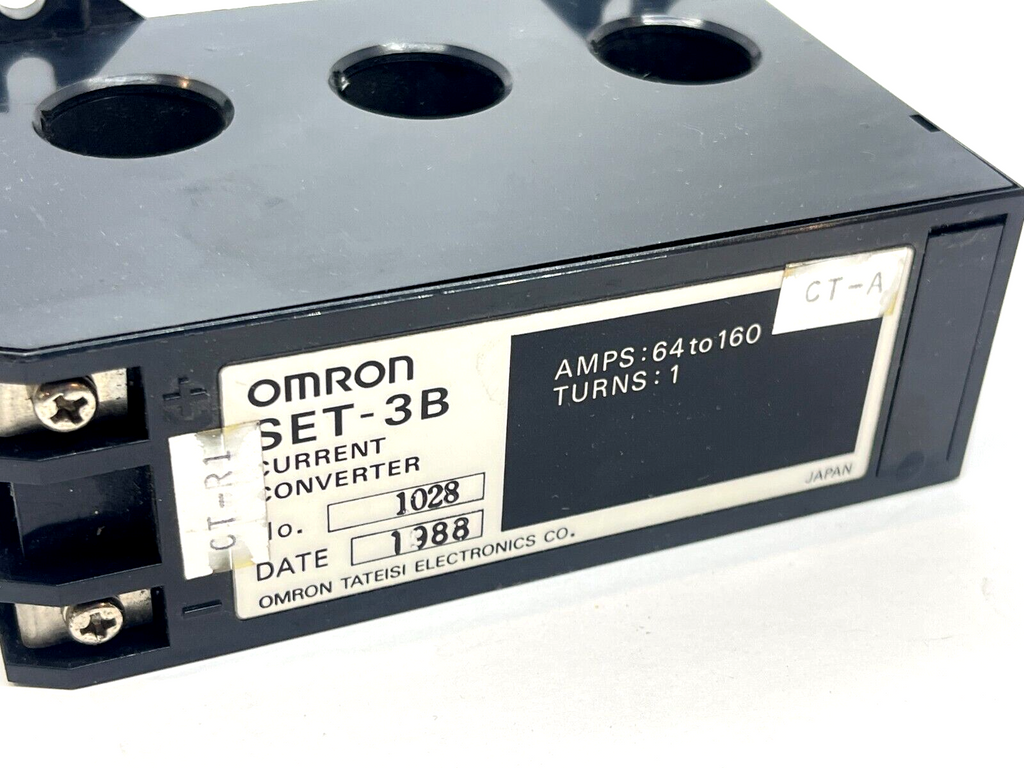 OMRON
SET-3B
CURRENT
CONVERTER
No. 1028
DATE 1988
OMRON TATEISI ELECTRONICS CO.
AMPS:64 to 160
TURNS:1
JAPAN
CT-A
CT-R1
+
−